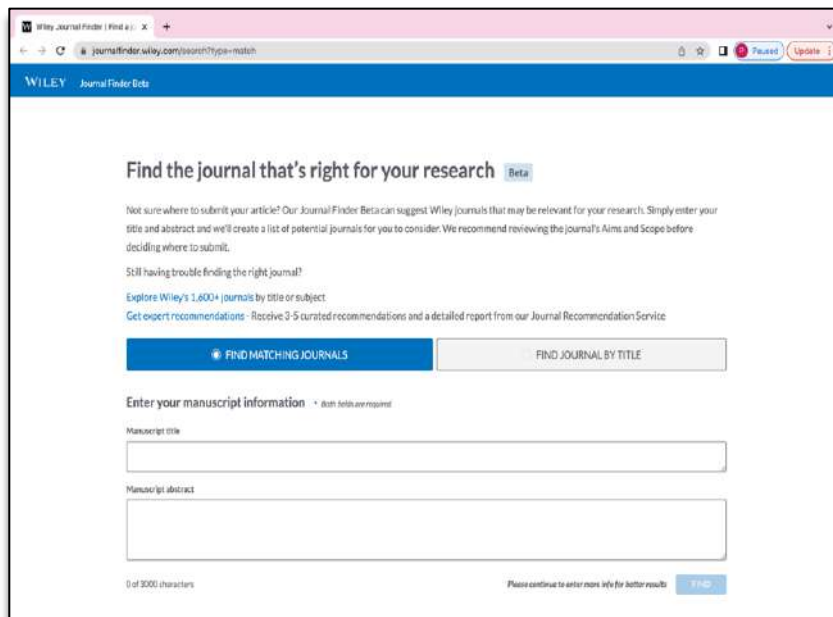 Wiley Journal Finder | Find a j
journalfinder.wiley.com/search?type=match
Paused
Update
WILEY Journal Finder Beta
Find the journal that's right for your research Beta
Not sure where to submit your article? Our Journal Finder Beta can suggest Wiley journals that may be relevant for your research. Simply enter your
title and abstract and we'll create a list of potential journals for you to consider. We recommend reviewing the journal's Aims and Scope before
deciding where to submit.
Still having trouble finding the right journal?
Explore Wiley's 1,600+ journals by title or subject
Get expert recommendations - Receive 3-5 curated recommendations and a detailed report from our Journal Recommendation Service
FIND MATCHING JOURNALS
FIND JOURNAL BY TITLE
Enter your manuscript information * Both fields are required
Manuscript title
Manuscript abstract
0 of 3000 characters
Please continue to enter more info for better results
FIND